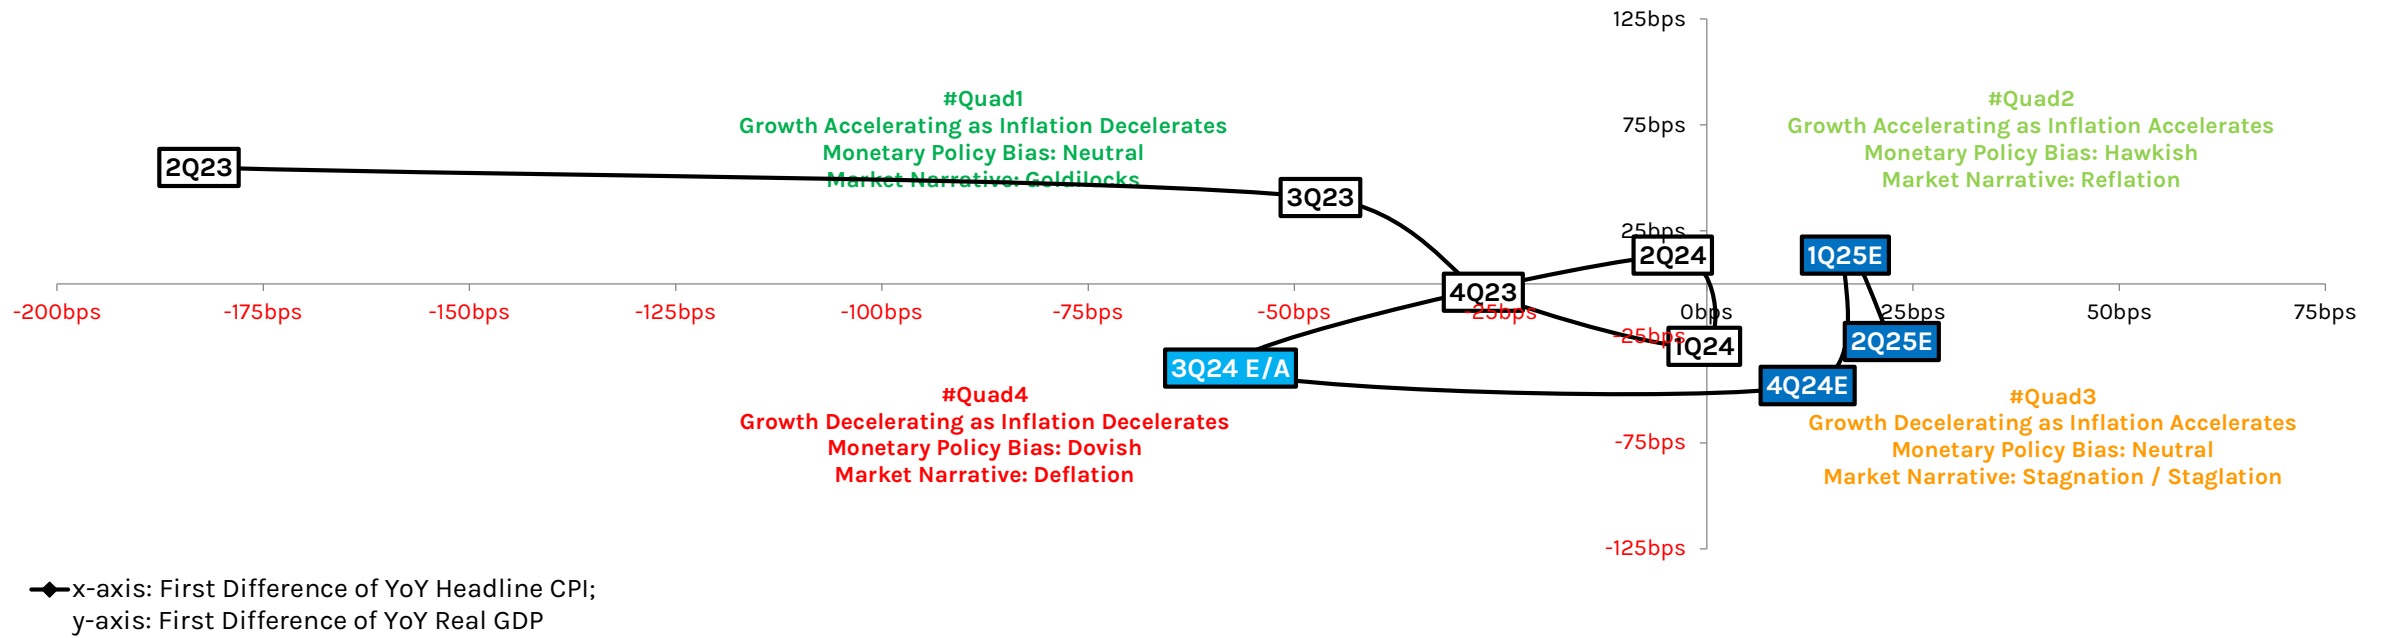 125bps
#Quad1
Growth Accelerating as Inflation Decelerates
Monetary Policy Bias: Neutral
Market Narrative: Goldilocks
#Quad2
Growth Accelerating as Inflation Accelerates
Monetary Policy Bias: Hawkish
Market Narrative: Reflation
75bps
2Q23
3Q23
25bps
2Q24
1Q25E
4Q23
-200bps
-175bps
-150bps
-125bps
-100bps
-75bps
-50bps
-25bps
0bps
25bps
50bps
75bps
-25bps
1Q24
2Q25E
3Q24 E/A
4Q24E
#Quad4
Growth Decelerating as Inflation Decelerates
Monetary Policy Bias: Dovish
Market Narrative: Deflation
#Quad3
Growth Decelerating as Inflation Accelerates
Monetary Policy Bias: Neutral
Market Narrative: Stagnation / Staglation
-75bps
-125bps
x-axis: First Difference of YoY Headline CPI;
y-axis: First Difference of YoY Real GDP